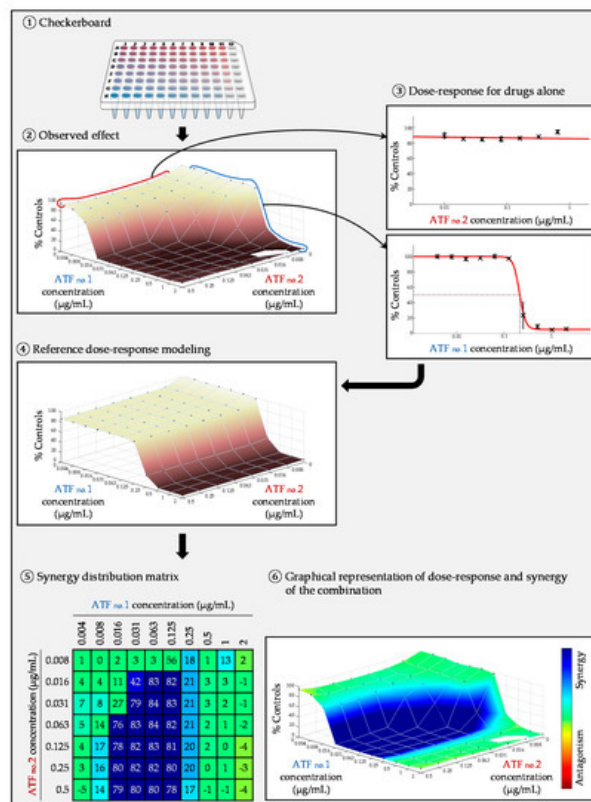 ① Checkerboard
② Observed effect
③ Dose-response for drugs alone
% Controls
ATF no.1
concentration
(µg/mL)
ATF no.2
concentration
(µg/mL)
% Controls
0.01
0.1
1
ATF no.2 concentration (µg/mL)
% Controls
0.01
0.1
1
ATF no.1 concentration (µg/mL)
④ Reference dose-response modeling
% Controls
ATF no.1
concentration
(µg/mL)
ATF no.2
concentration
(µg/mL)
⑤ Synergy distribution matrix
ATF no.1 concentration (µg/mL)
0.004 0.008 0.016 0.031 0.063 0.125 0.25 0.5 1 2
ATF no.2 concentration (µg/mL)
0.008 1 0 2 3 3 56 18 1 13 2
0.016 4 4 11 42 83 82 21 3 3 -1
0.031 7 8 27 79 84 83 21 3 2 -1
0.063 5 14 76 83 84 82 21 2 1 -2
0.125 4 17 78 82 83 81 20 2 0 -4
0.25 3 16 80 82 82 80 20 0 1 -3
0.5 -5 14 79 80 80 78 17 -1 -1 -4
⑥ Graphical representation of dose-response and synergy
of the combination
% Controls
ATF no.1
concentration
(µg/mL)
ATF no.2
concentration
(µg/mL)
Synergy
Antagonism